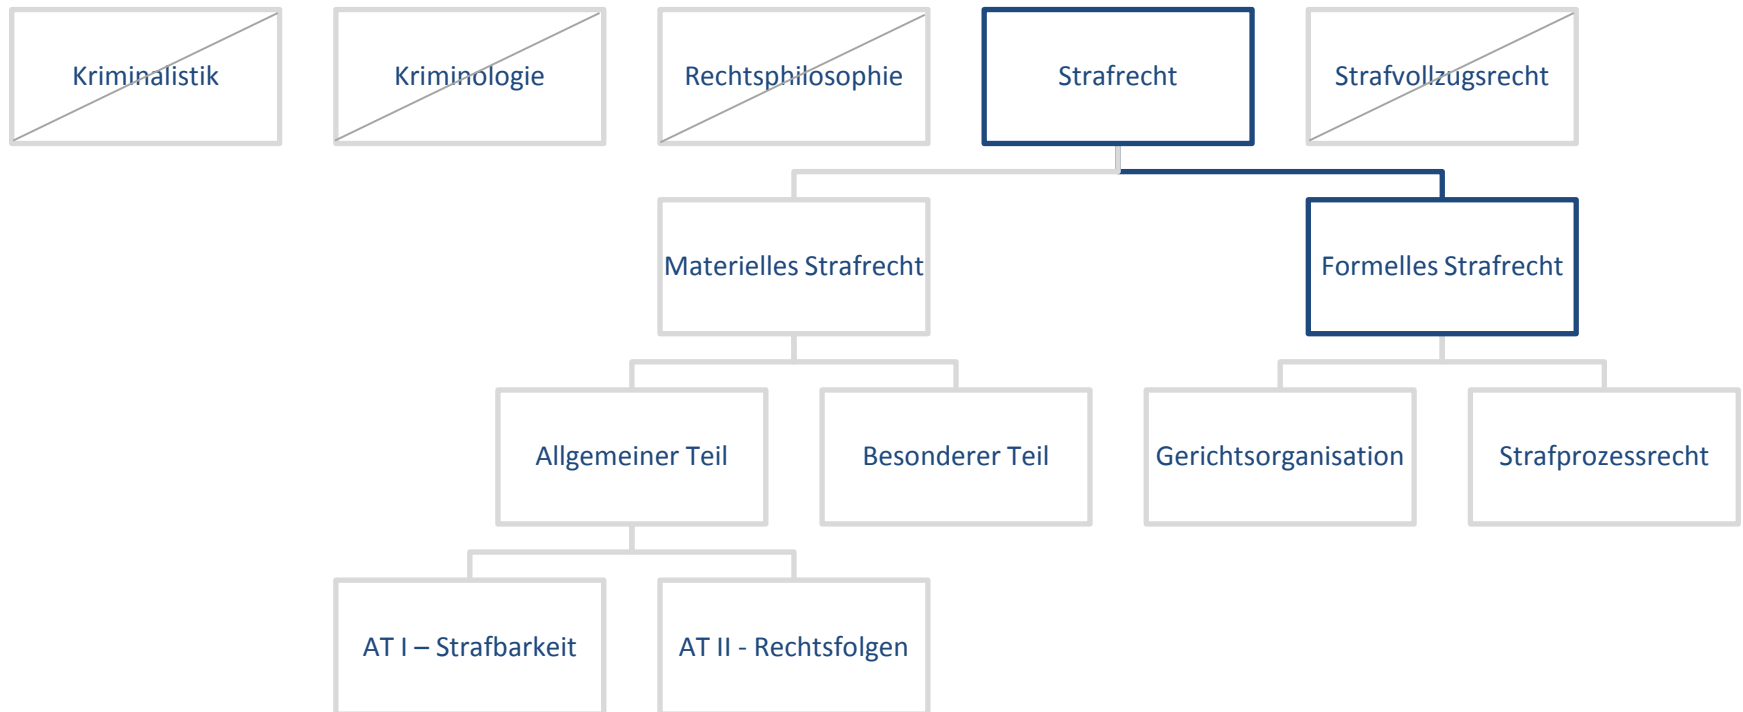 Kriminalistik
Kriminologie
Rechtsphilosophie
Strafrecht
Strafvollzugsrecht
Materielles Strafrecht
Formelles Strafrecht
Allgemeiner Teil
Besonderer Teil
Gerichtsorganisation
Strafprozessrecht
AT I – Strafbarkeit
AT II - Rechtsfolgen